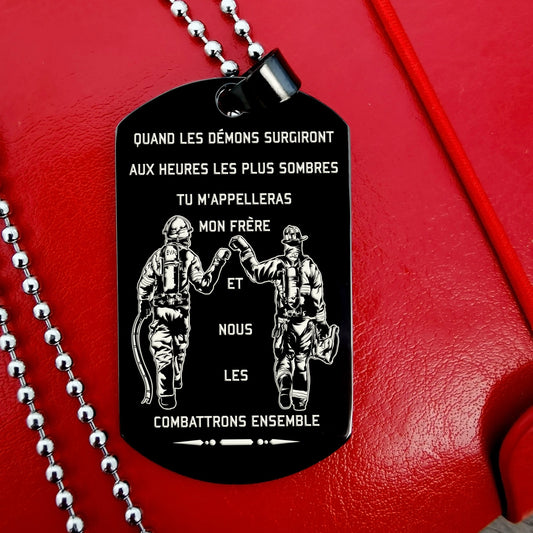 QUAND LES DÉMONS SURGIRONT
AUX HEURES LES PLUS SOMBRES
TU M'APPELLERAS
MON FRÈRE
ET
NOUS
LES
COMBATTRONS ENSEMBLE